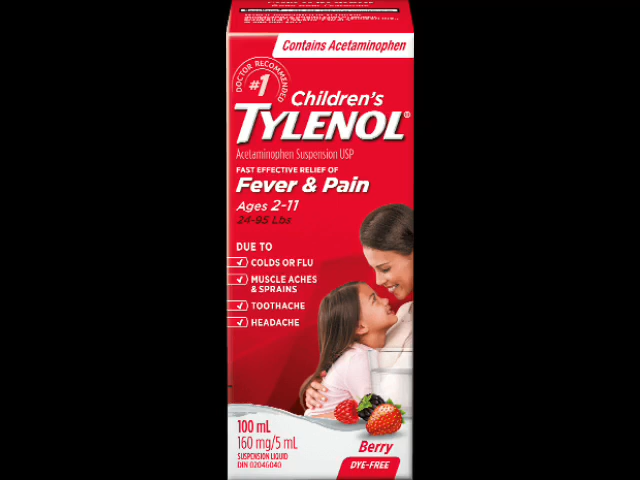 Contains Acetaminophen
DOCTOR RECOMMENDED
#1
Children's
TYLENOL®
Acetaminophen Suspension USP
FAST EFFECTIVE RELIEF OF
Fever & Pain
Ages 2-11
24-95 Lbs
DUE TO
COLDS OR FLU
MUSCLE ACHES
& SPRAINS
TOOTHACHE
HEADACHE
100 mL
160 mg/5 mL
SUSPENSION LIQUID
DIN 02046040
Berry
DYE-FREE